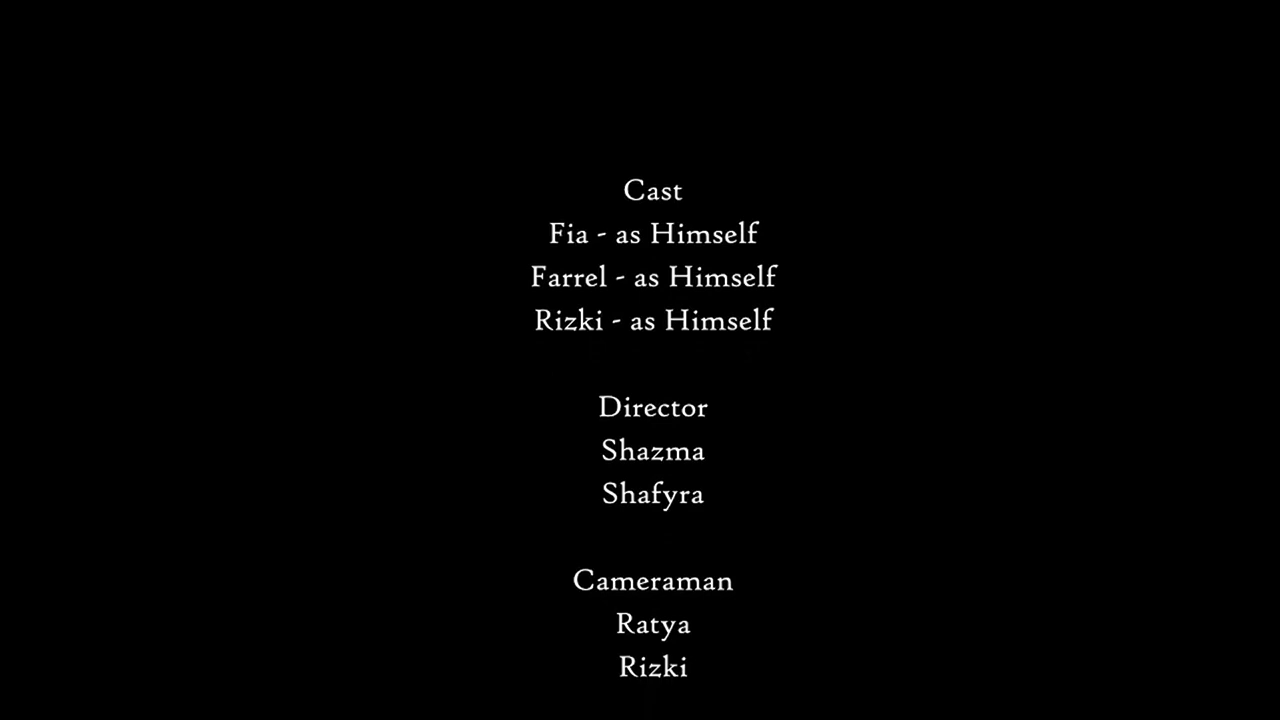 Cast
Fia - as Himself
Farrel - as Himself
Rizki - as Himself
Director
Shazma
Shafyra
Cameraman
Ratya
Rizki